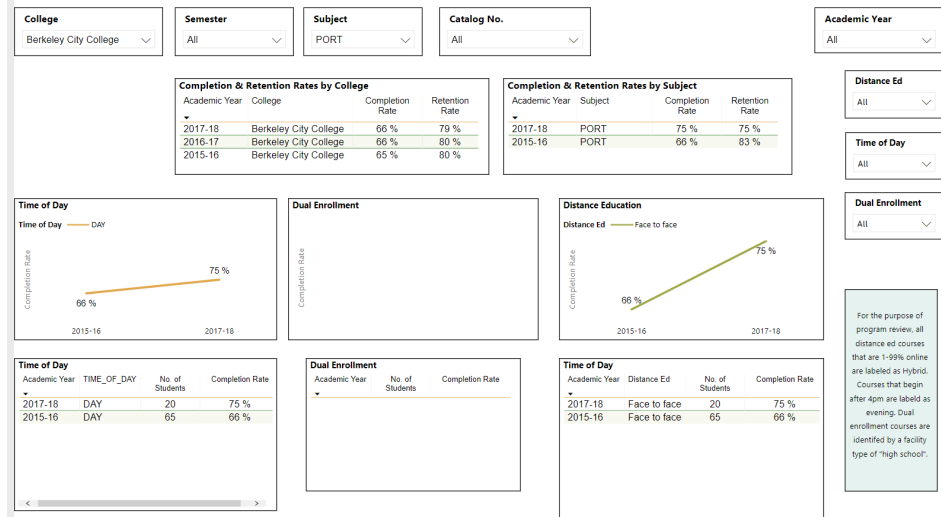 College
Berkeley City College
Semester
All
Subject
PORT
Catalog No.
All
Academic Year
All
Completion & Retention Rates by College
Academic Year College Completion Rate Retention Rate
2017-18 Berkeley City College 66 % 79 %
2016-17 Berkeley City College 66 % 80 %
2015-16 Berkeley City College 65 % 80 %
Completion & Retention Rates by Subject
Academic Year Subject Completion Rate Retention Rate
2017-18 PORT 75 % 75 %
2015-16 PORT 66 % 83 %
Distance Ed
All
Time of Day
All
Dual Enrollment
All
Time of Day
Time of Day DAY
Completion Rate
66 %
75 %
2015-16 2017-18
Dual Enrollment
Completion Rate
Distance Education
Distance Ed Face to face
Completion Rate
66 %
75 %
2015-16 2017-18
Time of Day
Academic Year TIME_OF_DAY No. of Students Completion Rate
2017-18 DAY 20 75 %
2015-16 DAY 65 66 %
Dual Enrollment
Academic Year No. of Students Completion Rate
Time of Day
Academic Year Distance Ed No. of Students Completion Rate
2017-18 Face to face 20 75 %
2015-16 Face to face 65 66 %
For the purpose of
program review, all
distance ed courses
that are 1-99% online
are labeled as Hybrid.
Courses that begin
after 4pm are labeld as
evening. Dual
enrollment courses are
identifed by a facility
type of "high school".